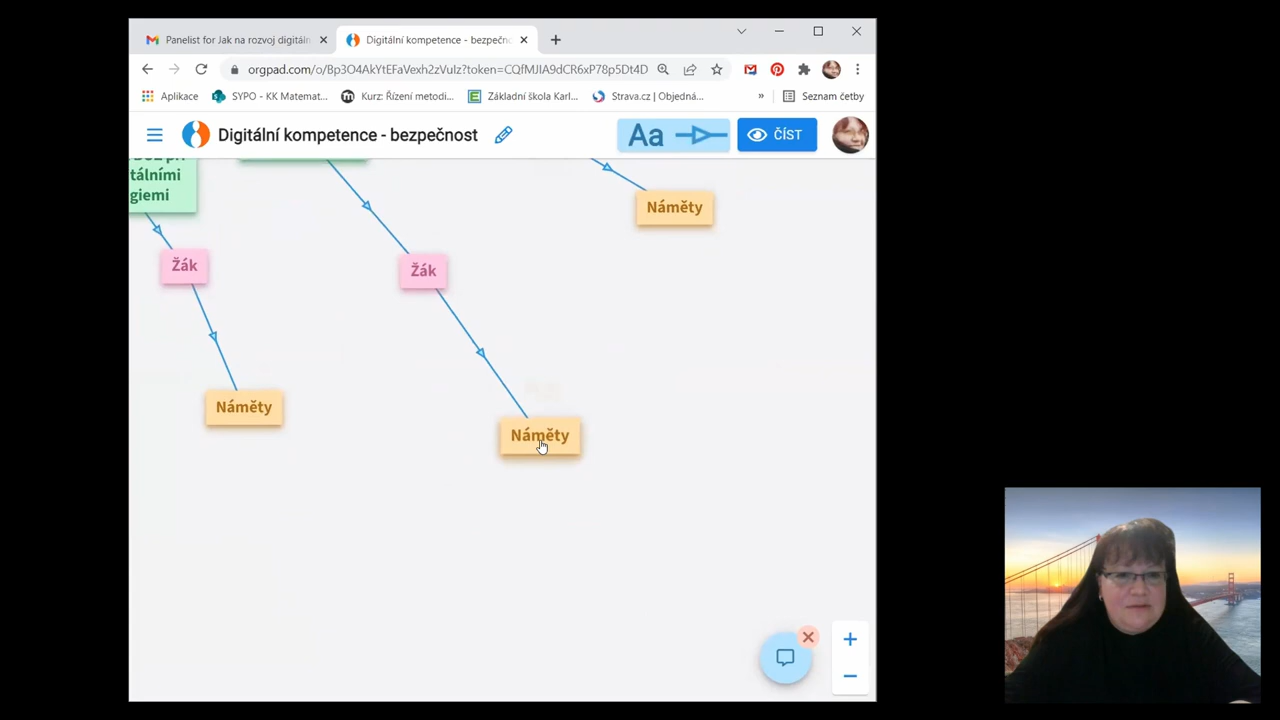 Panelist for Jak na rozvoj digitáln
Digitální kompetence - bezpečno
orgpad.com/o/Bp3O4AkYtEFaVexh2zVulz?token=CQfMJIA9dCR6xP78p5Dt4D
Aplikace
SYPO - KK Matemat...
Kurz: Řízení metodi...
Základní škola Karl...
Strava.cz | Objedná...
»
Seznam četby
Digitální kompetence - bezpečnost
Aa
ČÍST
tálními
giemi
Náměty
Žák
Žák
Náměty
Náměty